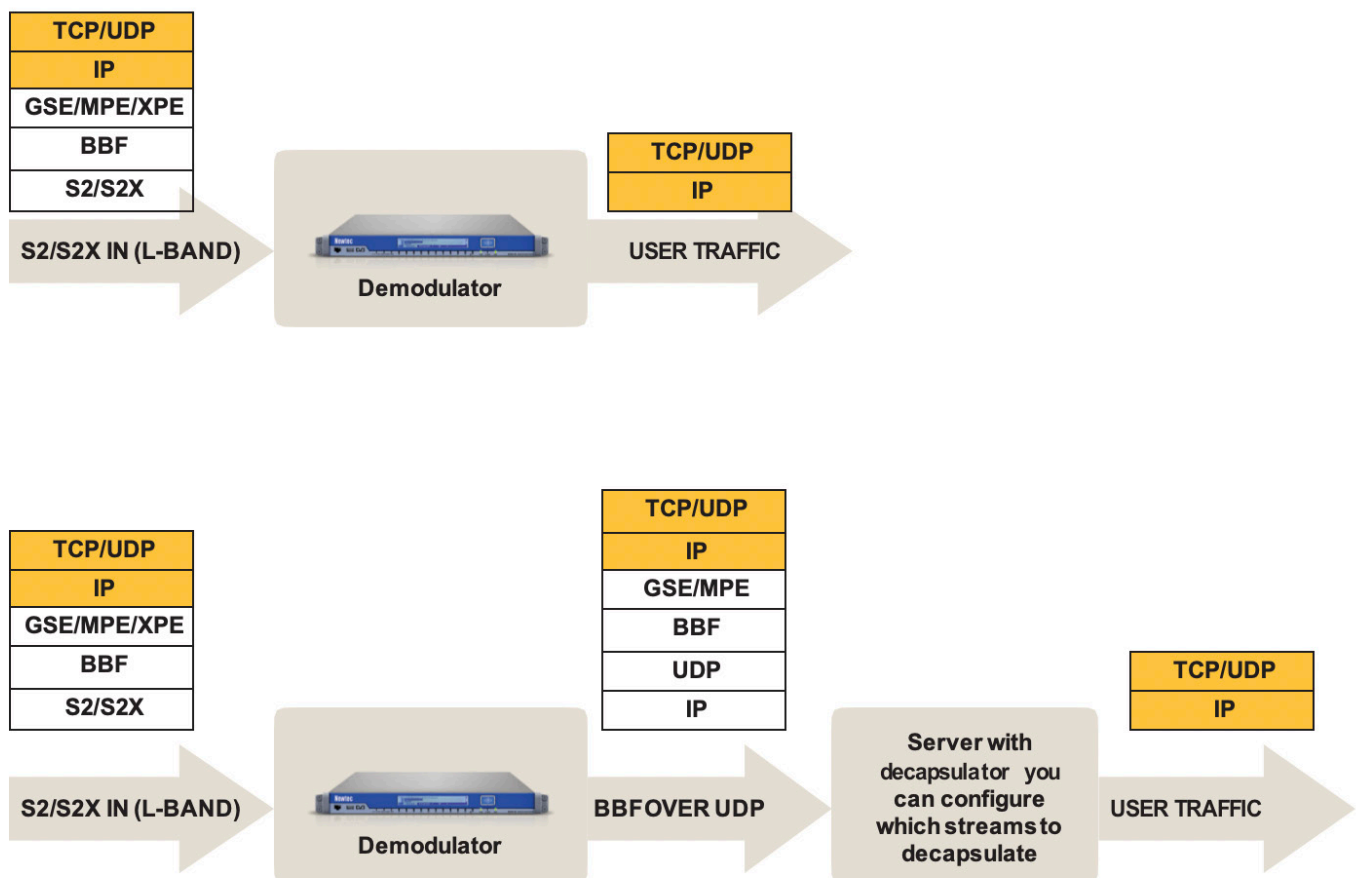 TCP/UDP
IP
GSE/MPE/XPE
BBF
S2/S2X
S2/S2X IN (L-BAND)
Newtec
Demodulator
TCP/UDP
IP
USER TRAFFIC
TCP/UDP
IP
GSE/MPE/XPE
BBF
S2/S2X
S2/S2X IN (L-BAND)
Newtec
Demodulator
TCP/UDP
IP
GSE/MPE
BBF
UDP
IP
BBFOVER UDP
Server with
decapsulator you
can configure
which streams to
decapsulate
TCP/UDP
IP
USER TRAFFIC